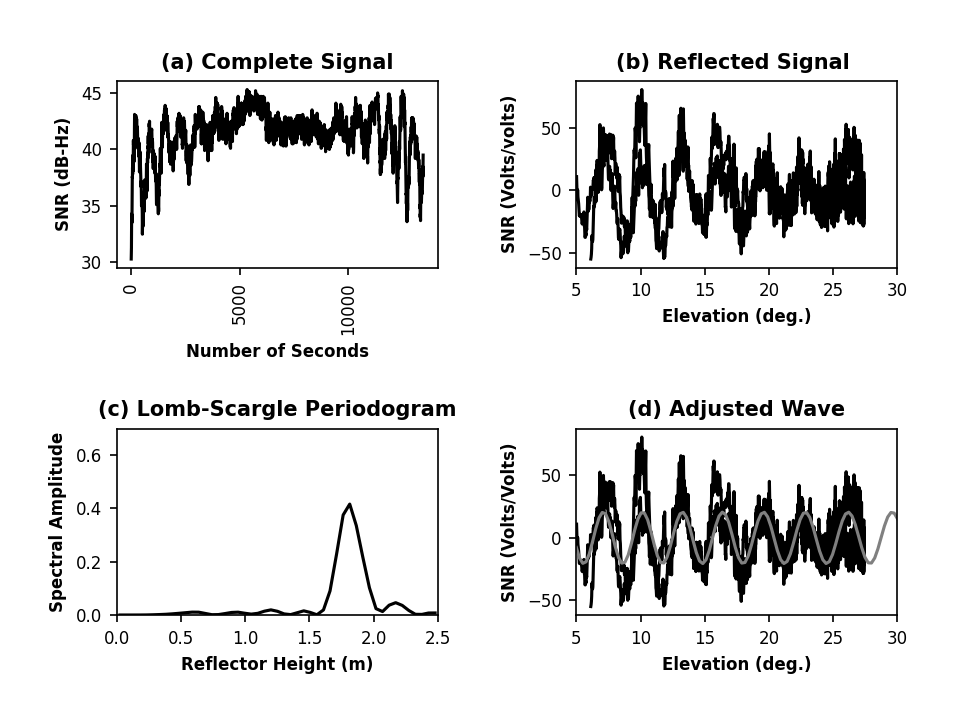 (a) Complete Signal
SNR (dB-Hz)
45
40
35
30
0
5000
10000
Number of Seconds
(b) Reflected Signal
SNR (Volts/volts)
50
0
−50
5
10
15
20
25
30
Elevation (deg.)
(c) Lomb-Scargle Periodogram
Spectral Amplitude
0.6
0.4
0.2
0.0
0.0
0.5
1.0
1.5
2.0
2.5
Reflector Height (m)
(d) Adjusted Wave
SNR (Volts/Volts)
50
0
−50
5
10
15
20
25
30
Elevation (deg.)